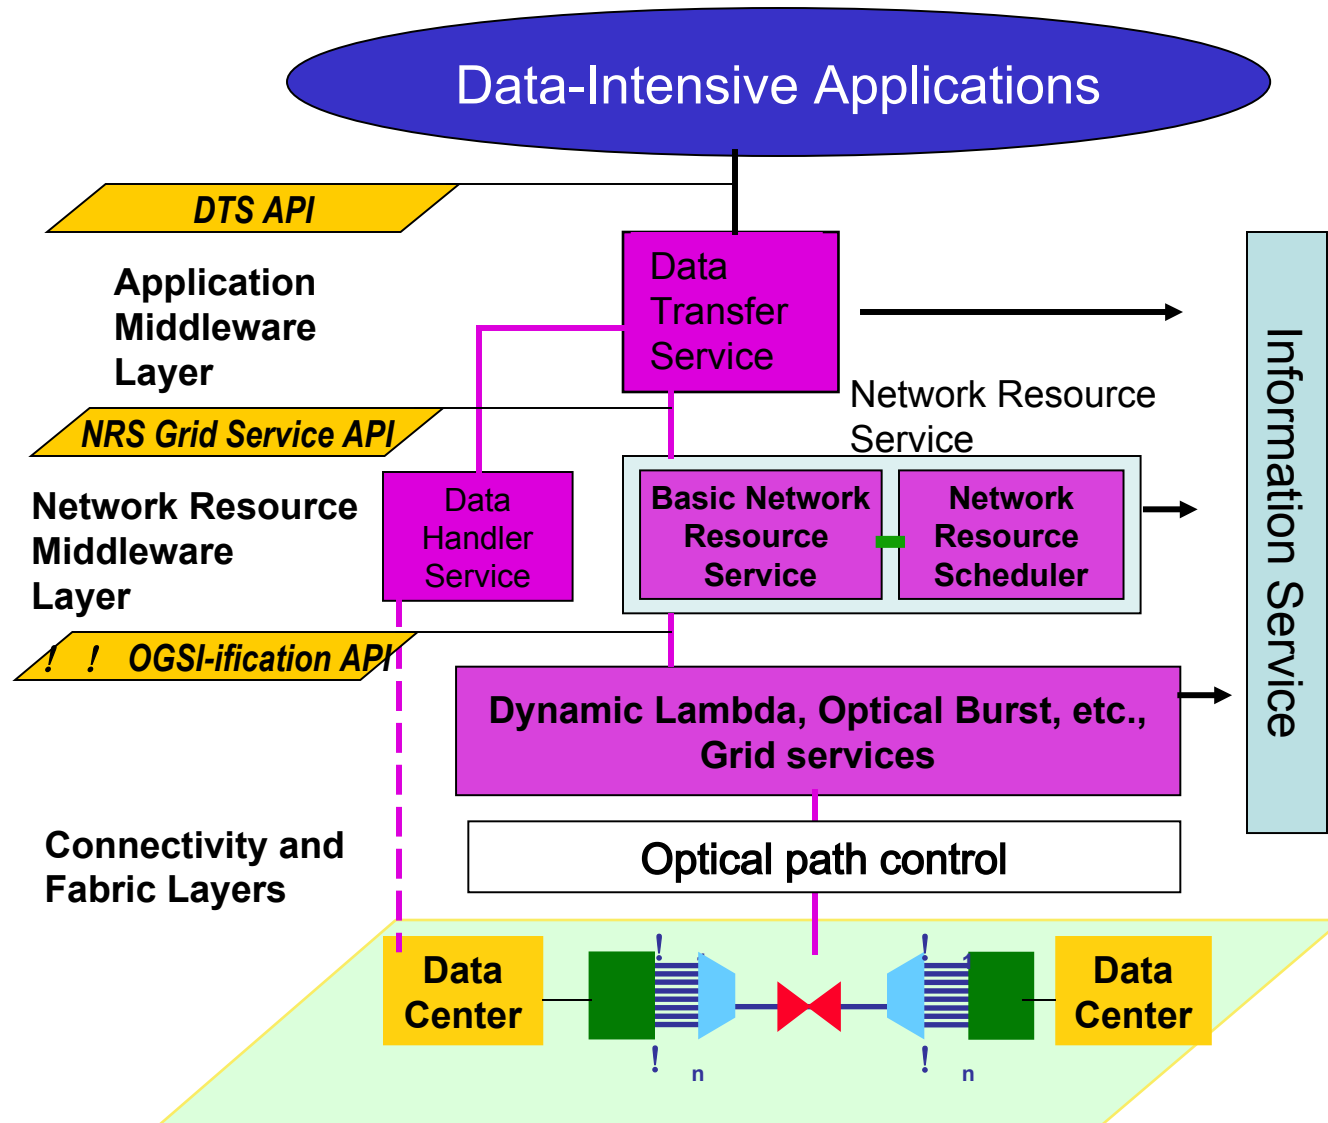 Data-Intensive Applications
DTS API
Application
Middleware
Layer
Data
Transfer
Service
Network Resource
Service
NRS Grid Service API
Network Resource
Middleware
Layer
Data
Handler
Service
Basic Network
Resource
Service
Network
Resource
Scheduler
Information Service
! ! OGSI-ification API
Dynamic Lambda, Optical Burst, etc.,
Grid services
Optical path control
Connectivity and
Fabric Layers
Data
Center
!
! n
!
! n
Data
Center